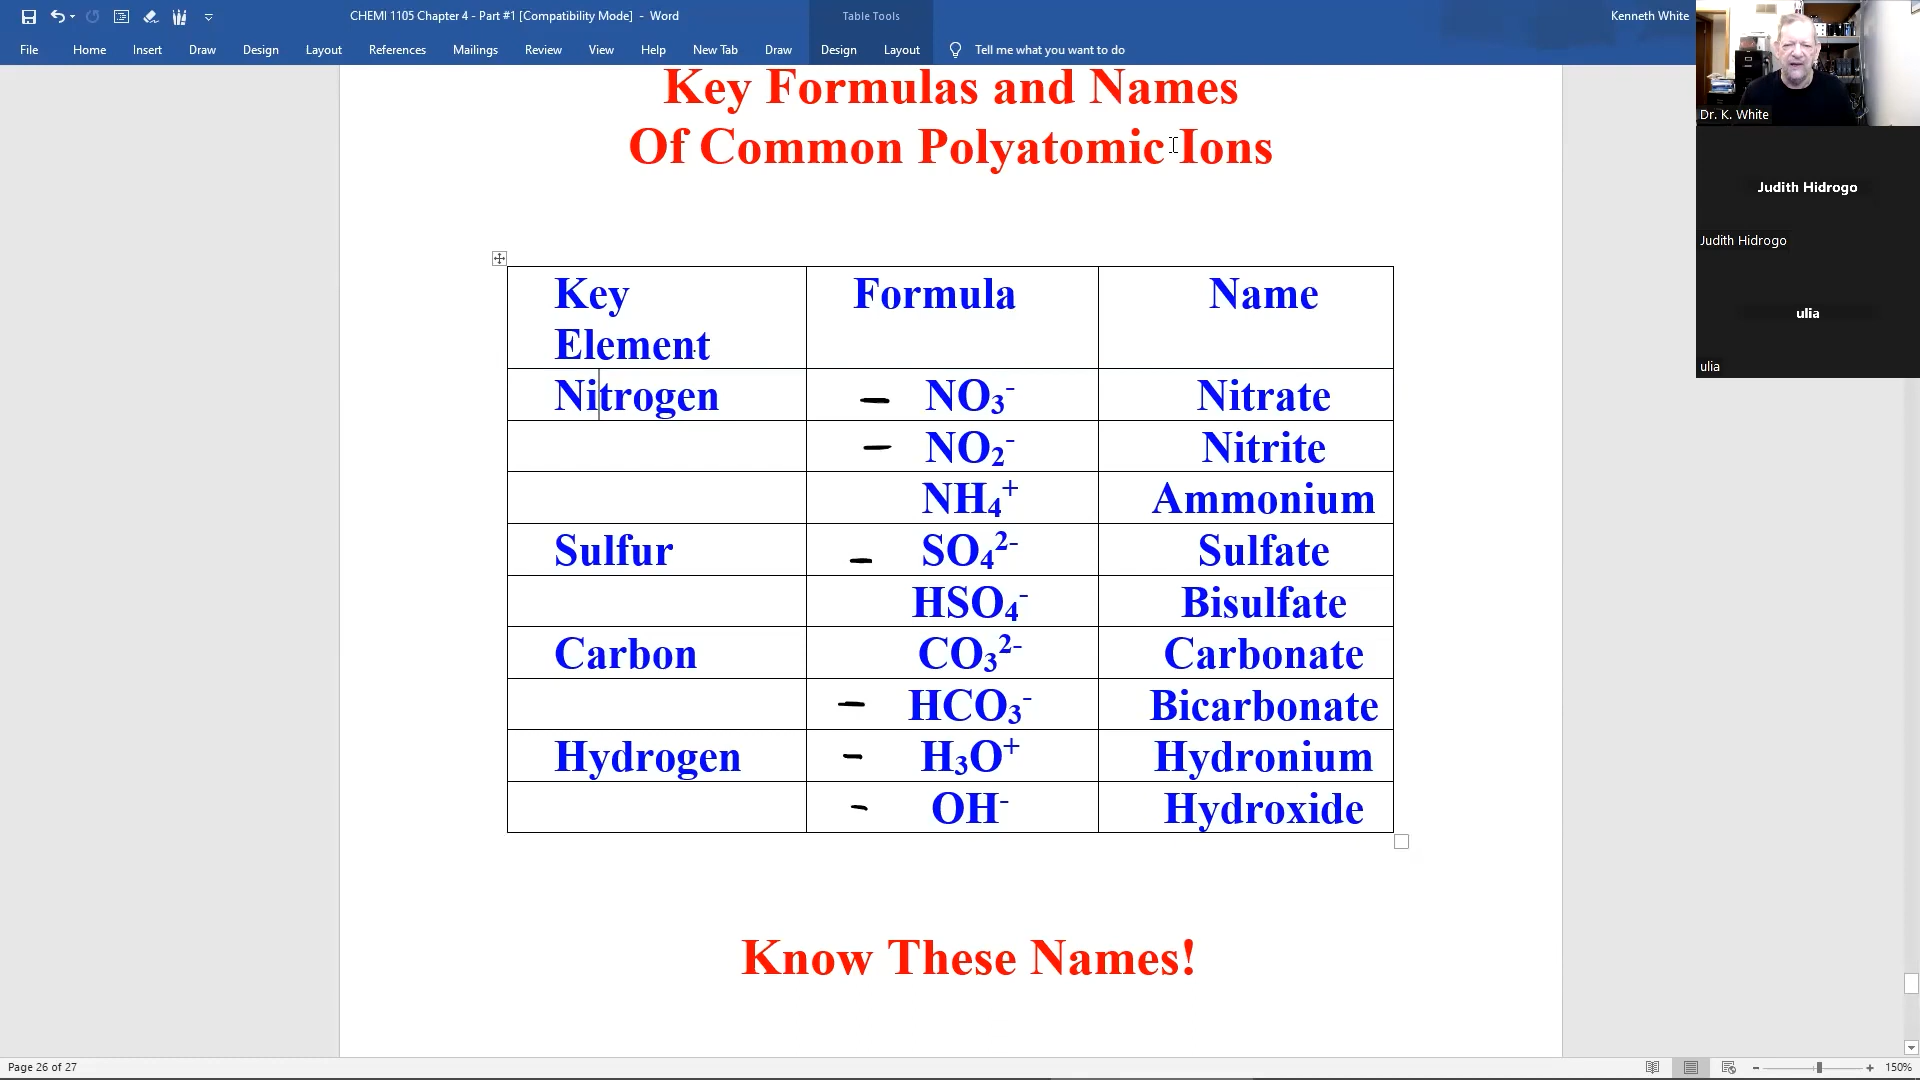 CHEMI 1105 Chapter 4 - Part #1 [Compatibility Mode] - Word
Table Tools
Kenneth White
File Home Insert Draw Design Layout References Mailings Review View Help New Tab Draw Design Layout Tell me what you want to do
Key Formulas and Names
Of Common Polyatomic Ions
Key Element Formula Name
Nitrogen – NO₃⁻ Nitrate
– NO₂⁻ Nitrite
NH₄⁺ Ammonium
Sulfur – SO₄²⁻ Sulfate
HSO₄⁻ Bisulfate
Carbon CO₃²⁻ Carbonate
– HCO₃⁻ Bicarbonate
Hydrogen – H₃O⁺ Hydronium
- OH⁻ Hydroxide
Know These Names!
Dr. K. White
Judith Hidrogo
Judith Hidrogo
ulia
ulia
Page 26 of 27
150%